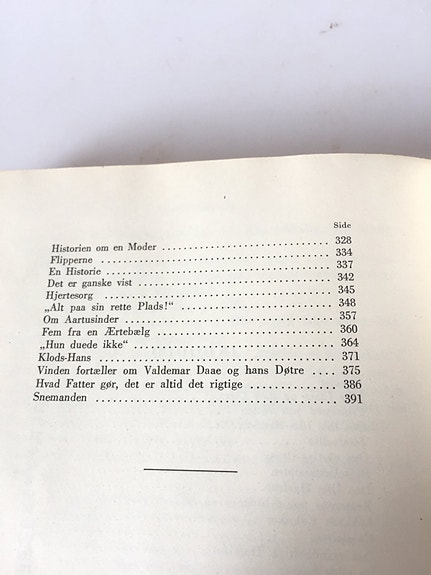 Side
Historien om en Moder 328
Flipperne 334
En Historie 337
Det er ganske vist 342
Hjertesorg 345
„Alt paa sin rette Plads!" 348
Om Aartusinder 357
Fem fra en Ærtebælg 360
„Hun duede ikke" 364
Klods-Hans 371
Vinden fortæller om Valdemar Daae og hans Døtre 375
Hvad Fatter gør, det er altid det rigtige 386
Snemanden 391